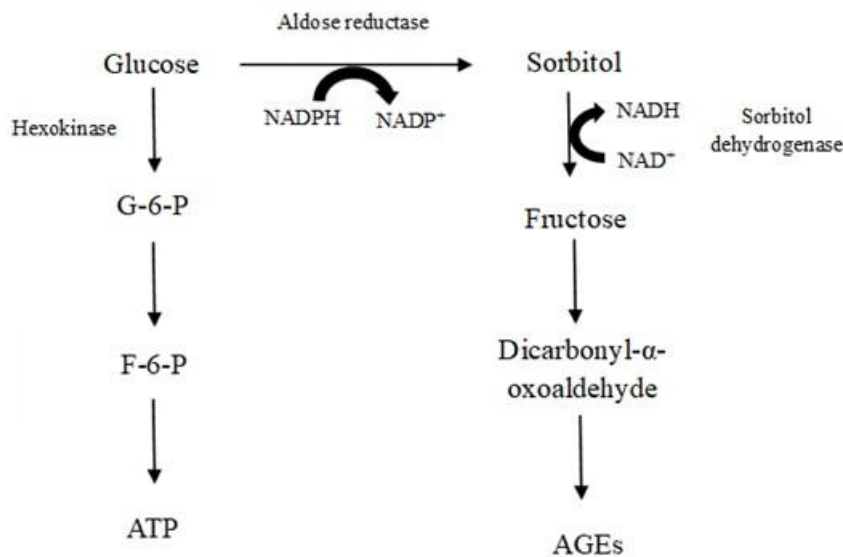 Aldose reductase
Glucose
Sorbitol
NADPH
NADP⁺
Hexokinase
NADH
NAD⁺
Sorbitol
dehydrogenase
G-6-P
Fructose
F-6-P
Dicarbonyl-α-
oxoaldehyde
ATP
AGEs